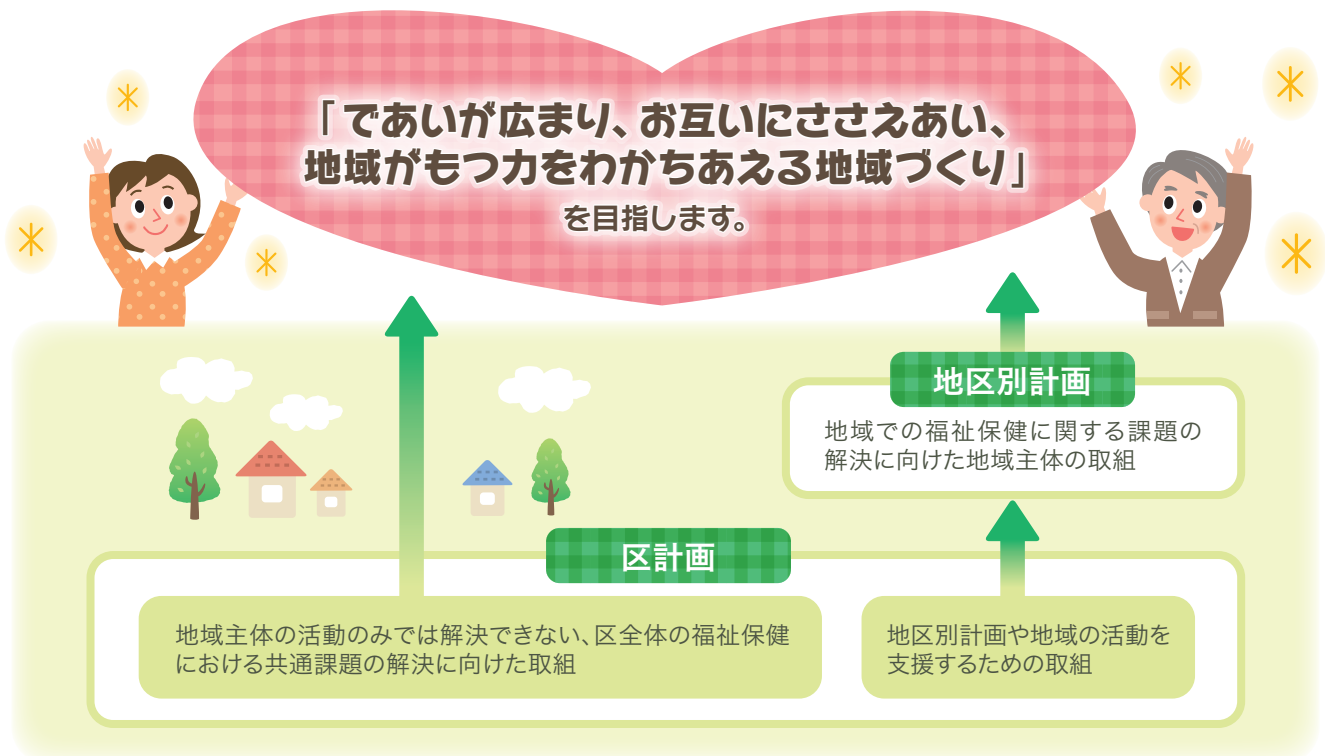 「であいが広まり、お互いにささえあい、
地域がもつ力をわかちあえる地域づくり」
を目指します。
地区別計画
地域での福祉保健に関する課題の
解決に向けた地域主体の取組
区計画
地域主体の活動のみでは解決できない、区全体の福祉保健
における共通課題の解決に向けた取組
地区別計画や地域の活動を
支援するための取組